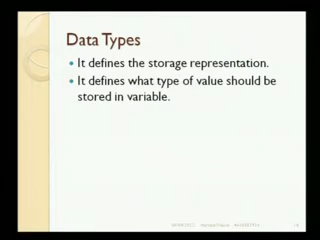 Data Types
It defines the storage representation.
It defines what type of value should be
stored in variable.